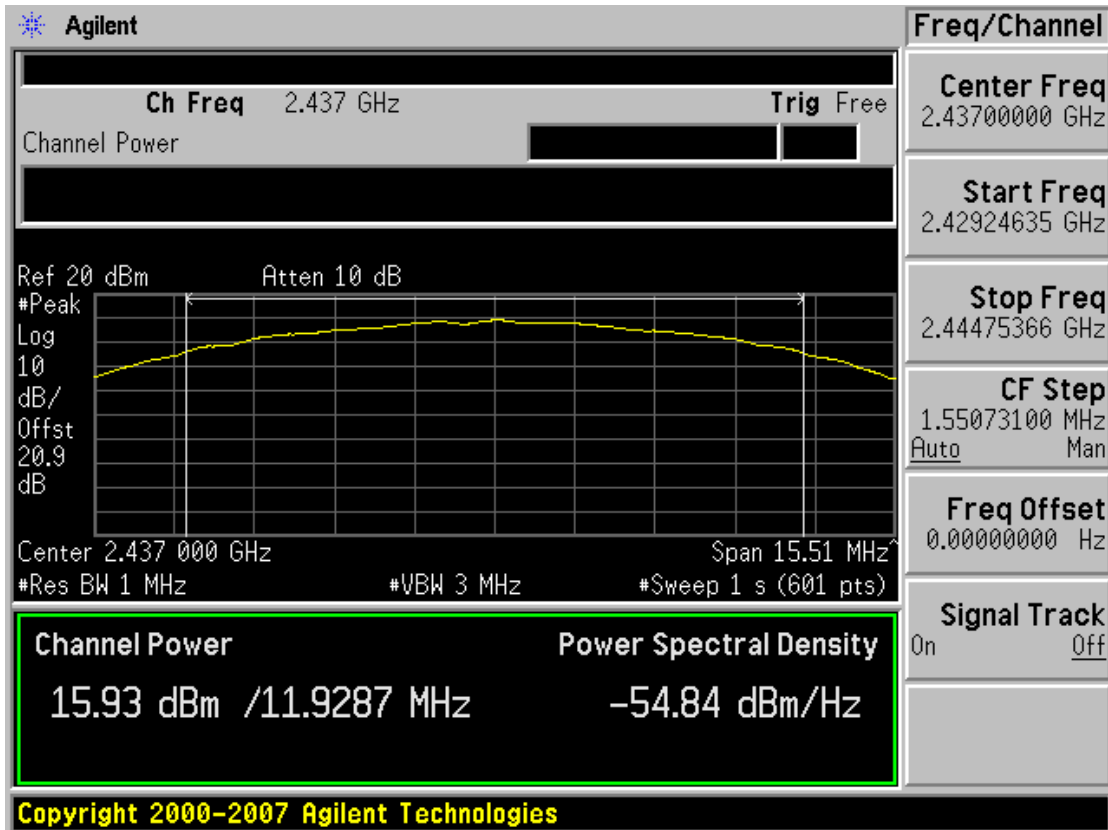 Agilent
Freq/Channel
Ch Freq 2.437 GHz Trig Free
Channel Power
Center Freq
2.43700000 GHz
Start Freq
2.42924635 GHz
Stop Freq
2.44475366 GHz
CF Step
1.55073100 MHz
Auto Man
Freq Offset
0.00000000 Hz
Signal Track
On Off
Ref 20 dBm Atten 10 dB
#Peak
Log
10
dB/
Offst
20.9
dB
Center 2.437 000 GHz Span 15.51 MHz^
#Res BW 1 MHz #VBW 3 MHz #Sweep 1 s (601 pts)
Channel Power Power Spectral Density
15.93 dBm /11.9287 MHz -54.84 dBm/Hz
Copyright 2000-2007 Agilent Technologies